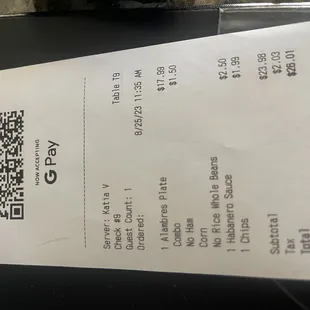 NOW ACCEPTING
G Pay
Server: Katia V
Check #9 Table T9
Guest Count: 1
Ordered: 8/25/23 11:35 AM
1 Alambres Plate $17.99
Combo $1.50
No Ham
Corn
No Rice Whole Beans $2.50
1 Habanero Sauce $1.99
1 Chips
Subtotal $23.98
Tax $2.03
Total $26.01